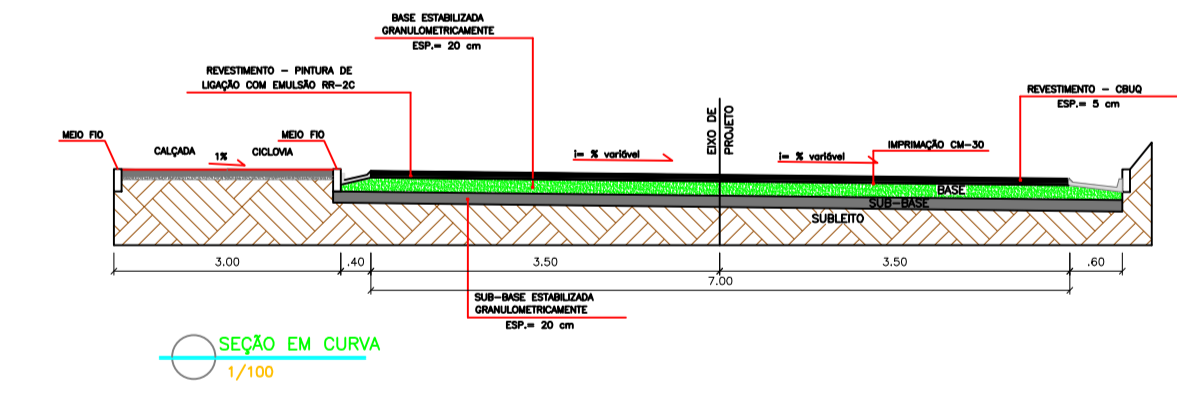 BASE ESTABILIZADA
GRANULOMETRICAMENTE
ESP.= 20 cm
REVESTIMENTO - PINTURA DE
LIGAÇÃO COM EMULSÃO RR-2C
REVESTIMENTO - CBUQ
ESP.= 5 cm
MEIO FIO
CALÇADA
1%
CICLOVIA
MEIO FIO
i= % variável
EIXO DE
PROJETO
i= % variável
IMPRIMAÇÃO CM-30
BASE
SUB-BASE
SUBLEITO
3.00
.40
3.50
3.50
.60
7.00
SUB-BASE ESTABILIZADA
GRANULOMETRICAMENTE
ESP.= 20 cm
SEÇÃO EM CURVA
1/100